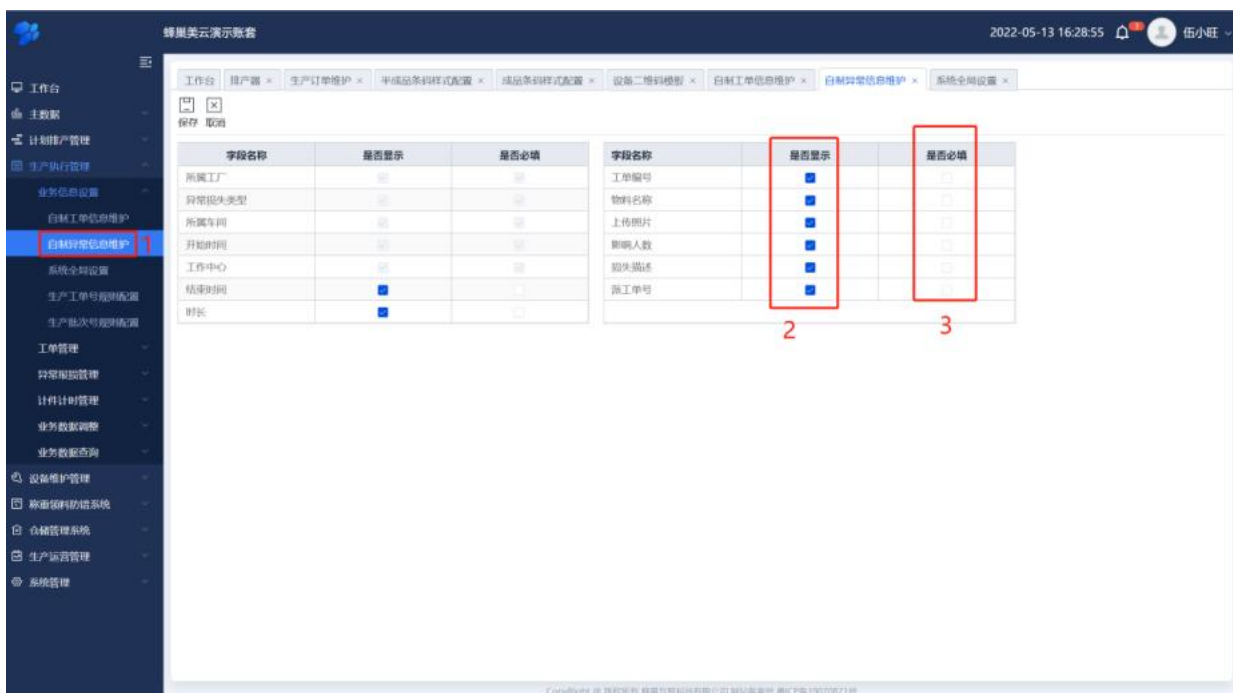 蜂巢美云演示账套
2022-05-13 16:28:55
伍小旺
工作台
主数据
计划排产管理
生产执行管理
业务信息设置
自制工单信息维护
自制异常信息维护
1
系统全局设置
生产工单号规则配置
生产批次号规则配置
工单管理
异常报损管理
计件计时管理
业务数据调整
业务数据查询
设备维护管理
称重领料防错系统
仓储管理系统
生产运营管理
系统管理
工作台 排产器 × 生产订单维护 × 半成品条码样式配置 × 成品条码样式配置 × 设备二维码模板 × 自制工单信息维护 × 自制异常信息维护 × 系统全局设置 ×
保存 取消
字段名称 是否显示 是否必填
所属工厂
异常损失类型
所属车间
开始时间
工作中心
结束时间
时长
字段名称 是否显示 是否必填
工单编号
物料名称
上传照片
影响人数
损失描述
派工单号
2
3